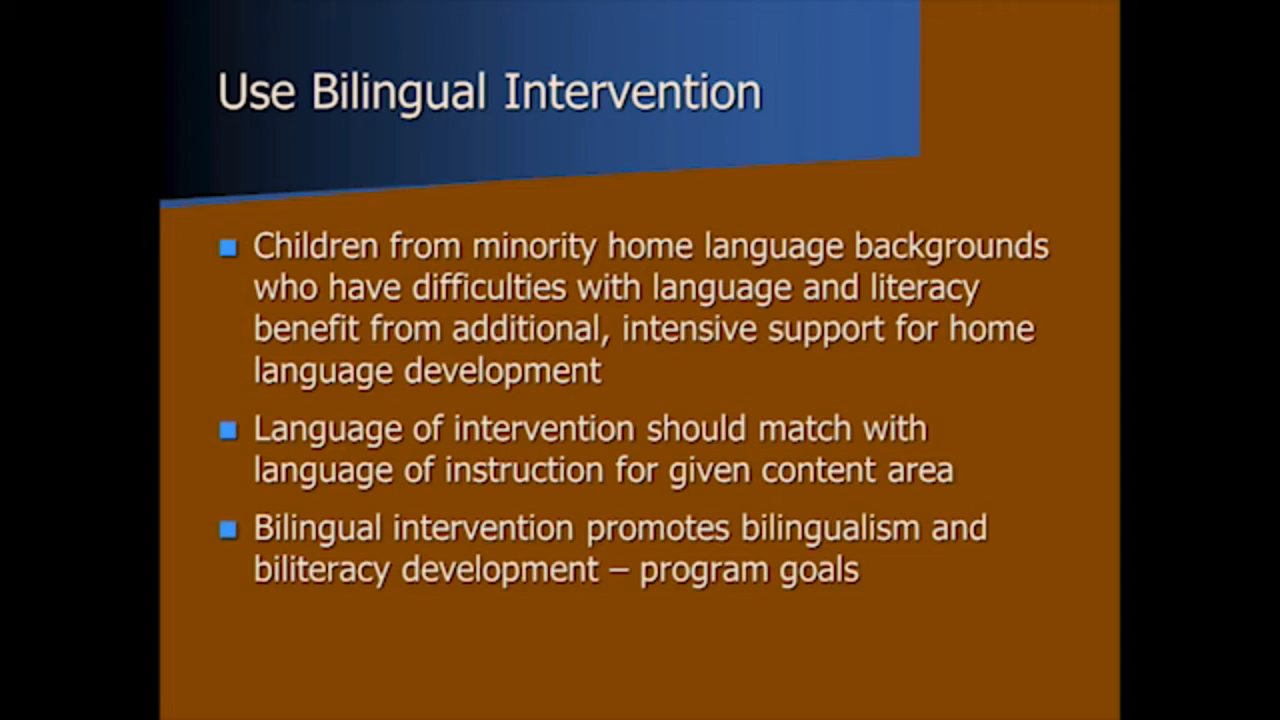 Use Bilingual Intervention
Children from minority home language backgrounds
who have difficulties with language and literacy
benefit from additional, intensive support for home
language development
Language of intervention should match with
language of instruction for given content area
Bilingual intervention promotes bilingualism and
biliteracy development – program goals